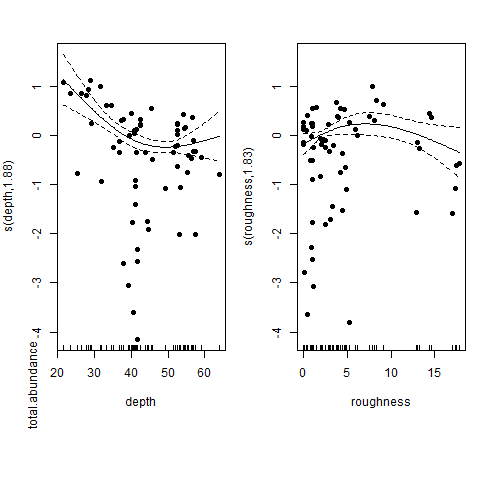 s(depth,1.88)
1
0
-1
-2
-3
-4
20 30 40 50 60
depth
total.abundance
s(roughness,1.83)
1
0
-1
-2
-3
-4
0 5 10 15
roughness